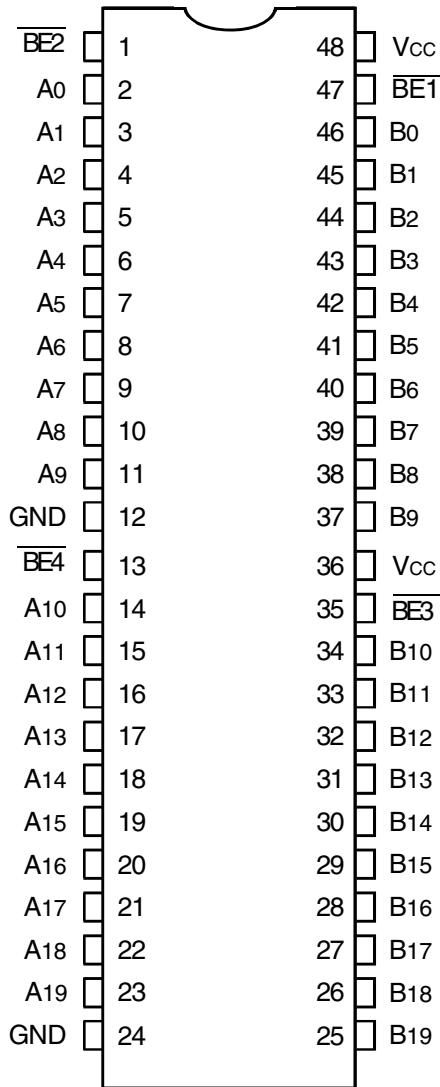 BE2 1 48 VCC
A0 2 47 BE1
A1 3 46 B0
A2 4 45 B1
A3 5 44 B2
A4 6 43 B3
A5 7 42 B4
A6 8 41 B5
A7 9 40 B6
A8 10 39 B7
A9 11 38 B8
GND 12 37 B9
BE4 13 36 VCC
A10 14 35 BE3
A11 15 34 B10
A12 16 33 B11
A13 17 32 B12
A14 18 31 B13
A15 19 30 B14
A16 20 29 B15
A17 21 28 B16
A18 22 27 B17
A19 23 26 B18
GND 24 25 B19